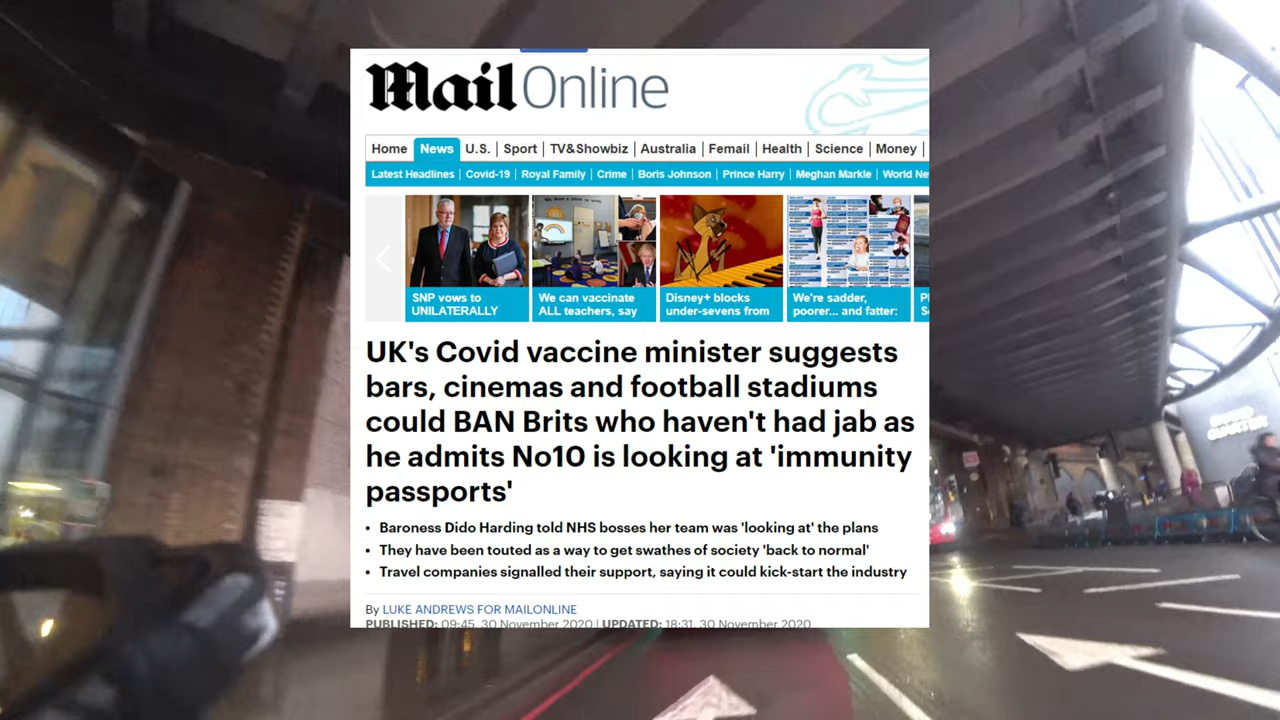 Mail Online
Home | News | U.S. | Sport | TV&Showbiz | Australia | Femail | Health | Science | Money |
Latest Headlines | Covid-19 | Royal Family | Crime | Boris Johnson | Prince Harry | Meghan Markle | World
SNP vows to
UNILATERALLY
We can vaccinate
ALL teachers, say
Disney+ blocks
under-sevens from
We're sadder,
poorer... and fatter:
UK's Covid vaccine minister suggests
bars, cinemas and football stadiums
could BAN Brits who haven't had jab as
he admits No10 is looking at 'immunity
passports'
• Baroness Dido Harding told NHS bosses her team was 'looking at' the plans
• They have been touted as a way to get swathes of society 'back to normal'
• Travel companies signalled their support, saying it could kick-start the industry
By LUKE ANDREWS FOR MAILONLINE
PUBLISHED: 09:45, 30 November 2020 | UPDATED: 18:31, 30 November 2020